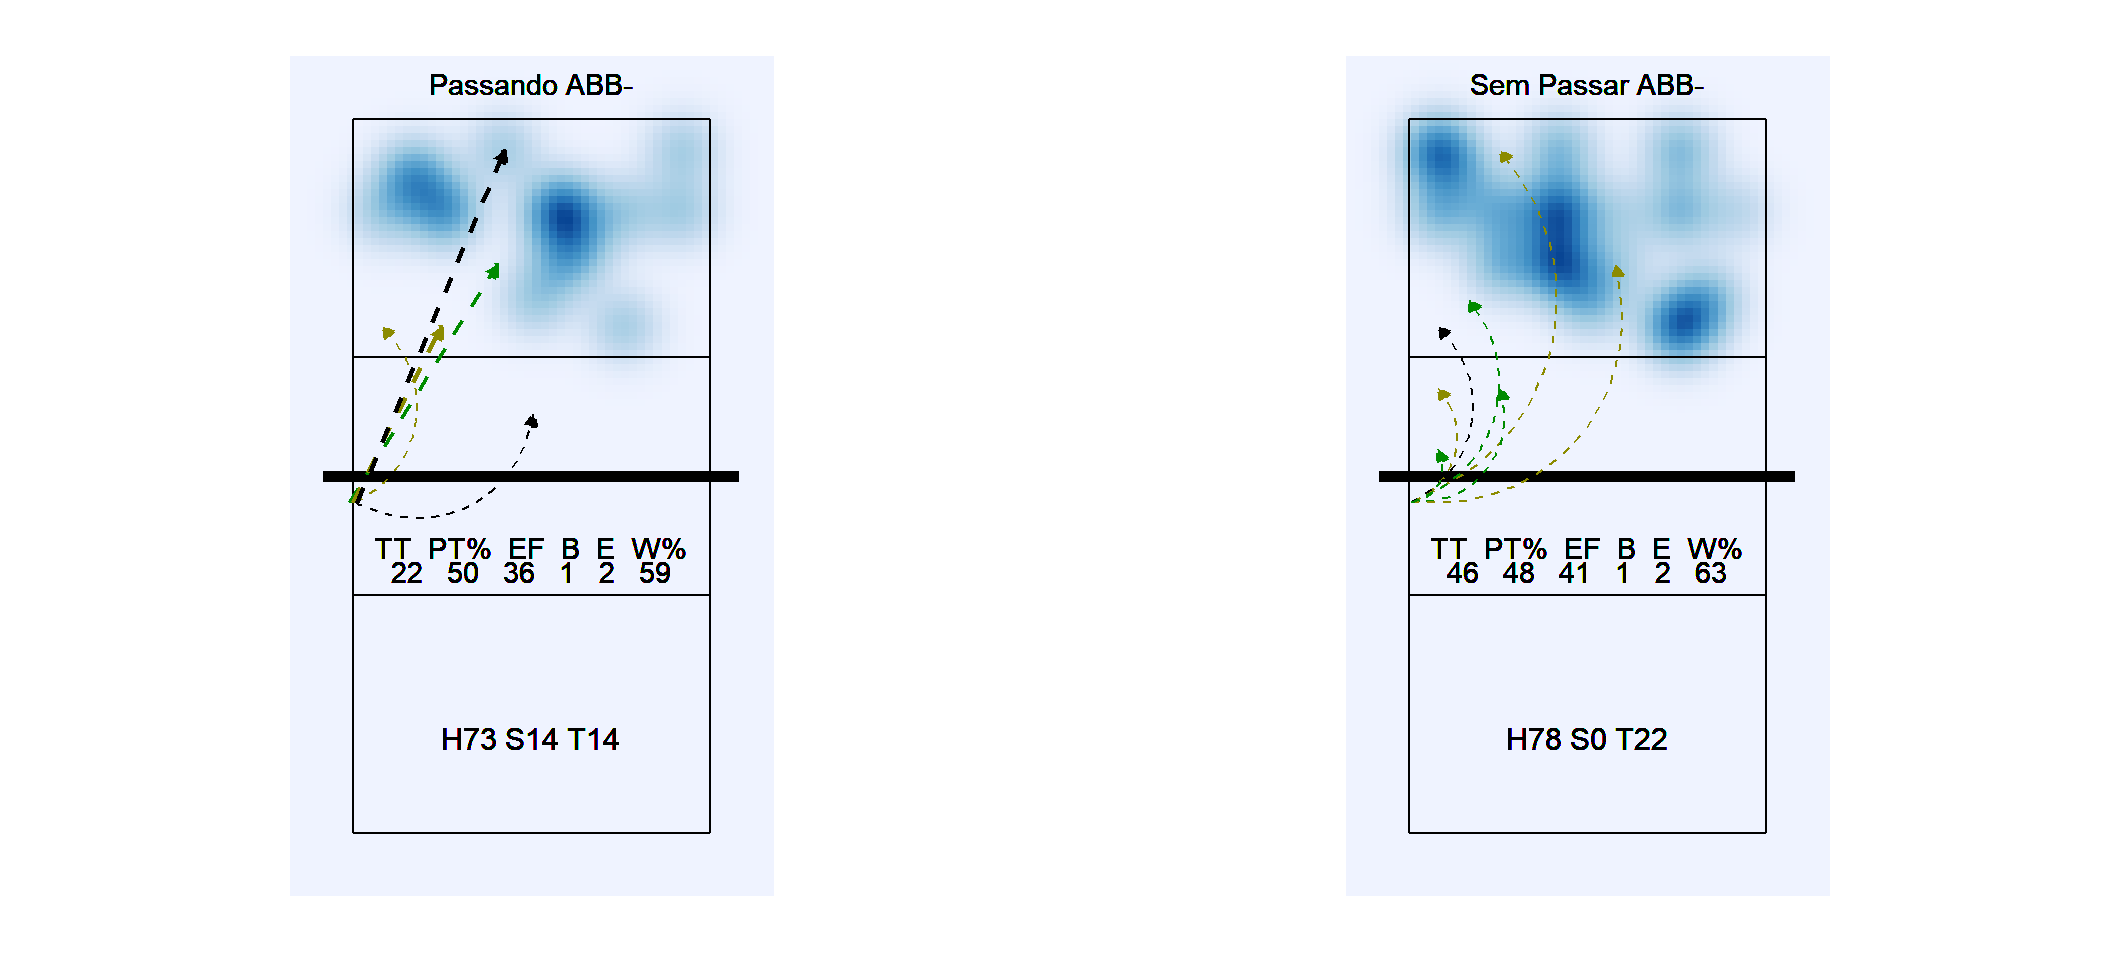 Passando ABB-
TT PT% EF B E W%
22 50 36 1 2 59
H73 S14 T14
Sem Passar ABB-
TT PT% EF B E W%
46 48 41 1 2 63
H78 S0 T22